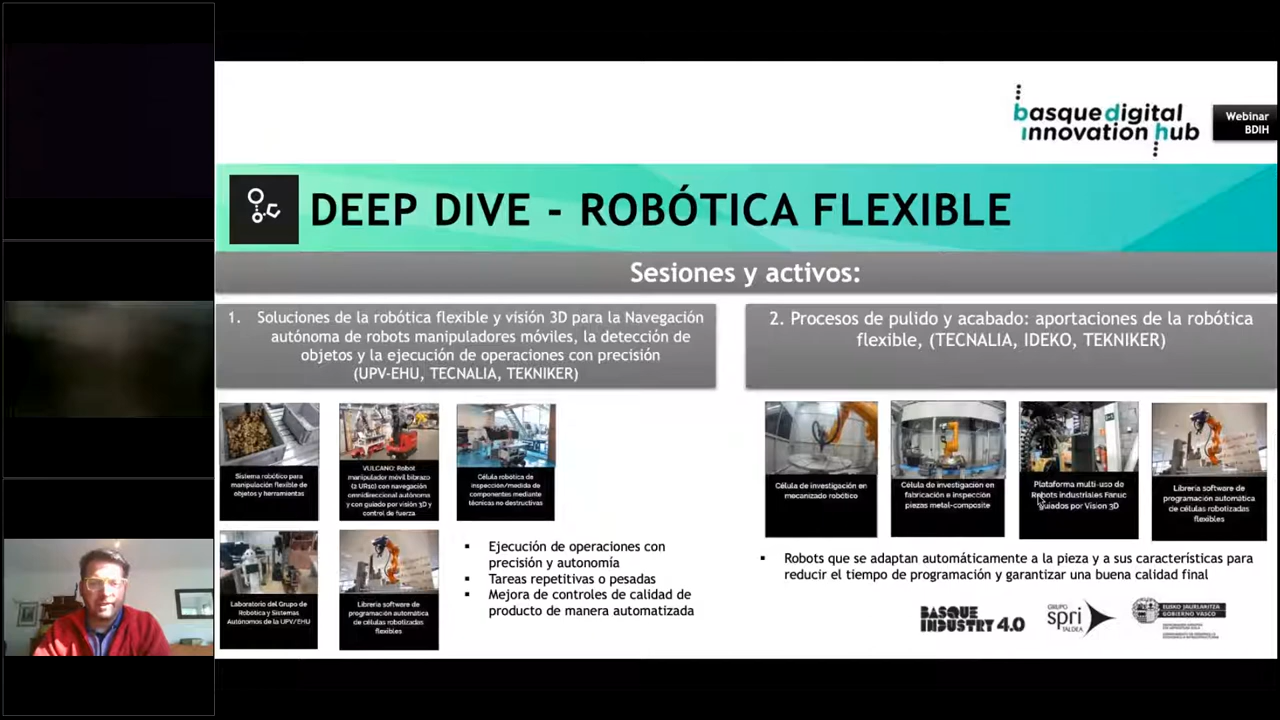 basque digital
innovation hub
Webinar
BDIH
DEEP DIVE - ROBÓTICA FLEXIBLE
Sesiones y activos:
1. Soluciones de la robótica flexible y visión 3D para la Navegación
autónoma de robots manipuladores móviles, la detección de
objetos y la ejecución de operaciones con precisión
(UPV-EHU, TECNALIA, TEKNIKER)
2. Procesos de pulido y acabado: aportaciones de la robótica
flexible, (TECNALIA, IDEKO, TEKNIKER)
Sistema robótico para
manipulación flexible de
objetos y herramientas
VULCANO: Robot
manipulador móvil bibrazo
(2 UR10) con navegación
omnidireccional autónoma
y con guiado por visión 3D y
control de fuerza
Célula robótica de
inspección/medida de
componentes mediante
técnicas no destructivas
Laboratorio del Grupo de
Robótica y Sistemas
Autónomos de la UPV/EHU
Librería software de
programación automática
de células robotizadas
flexibles
▪ Ejecución de operaciones con
precisión y autonomía
▪ Tareas repetitivas o pesadas
▪ Mejora de controles de calidad de
producto de manera automatizada
Célula de investigación en
mecanizado robótico
Célula de investigación en
fabricación e inspección
piezas metal-composite
Plataforma multi-uso de
Robots industriales Fanuc
guiados por Visión 3D
Librería software de
programación automática
de células robotizadas
flexibles
▪ Robots que se adaptan automáticamente a la pieza y a sus características para
reducir el tiempo de programación y garantizar una buena calidad final
BASQUE
INDUSTRY 4.0
GRUPO
spri
TALDEA
EUSKO JAURLARITZA
GOBIERNO VASCO